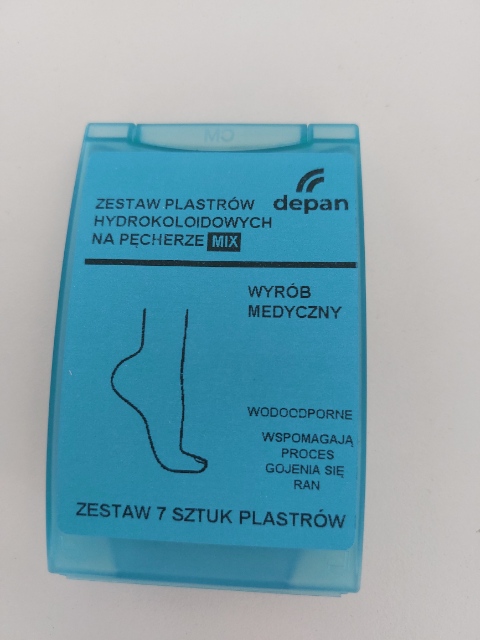 ZESTAW PLASTRÓW
HYDROKOLOIDOWYCH
NA PĘCHERZE MIX
depan
WYRÓB
MEDYCZNY
WODOODPORNE
WSPOMAGAJĄ
PROCES
GOJENIA SIĘ
RAN
ZESTAW 7 SZTUK PLASTRÓW